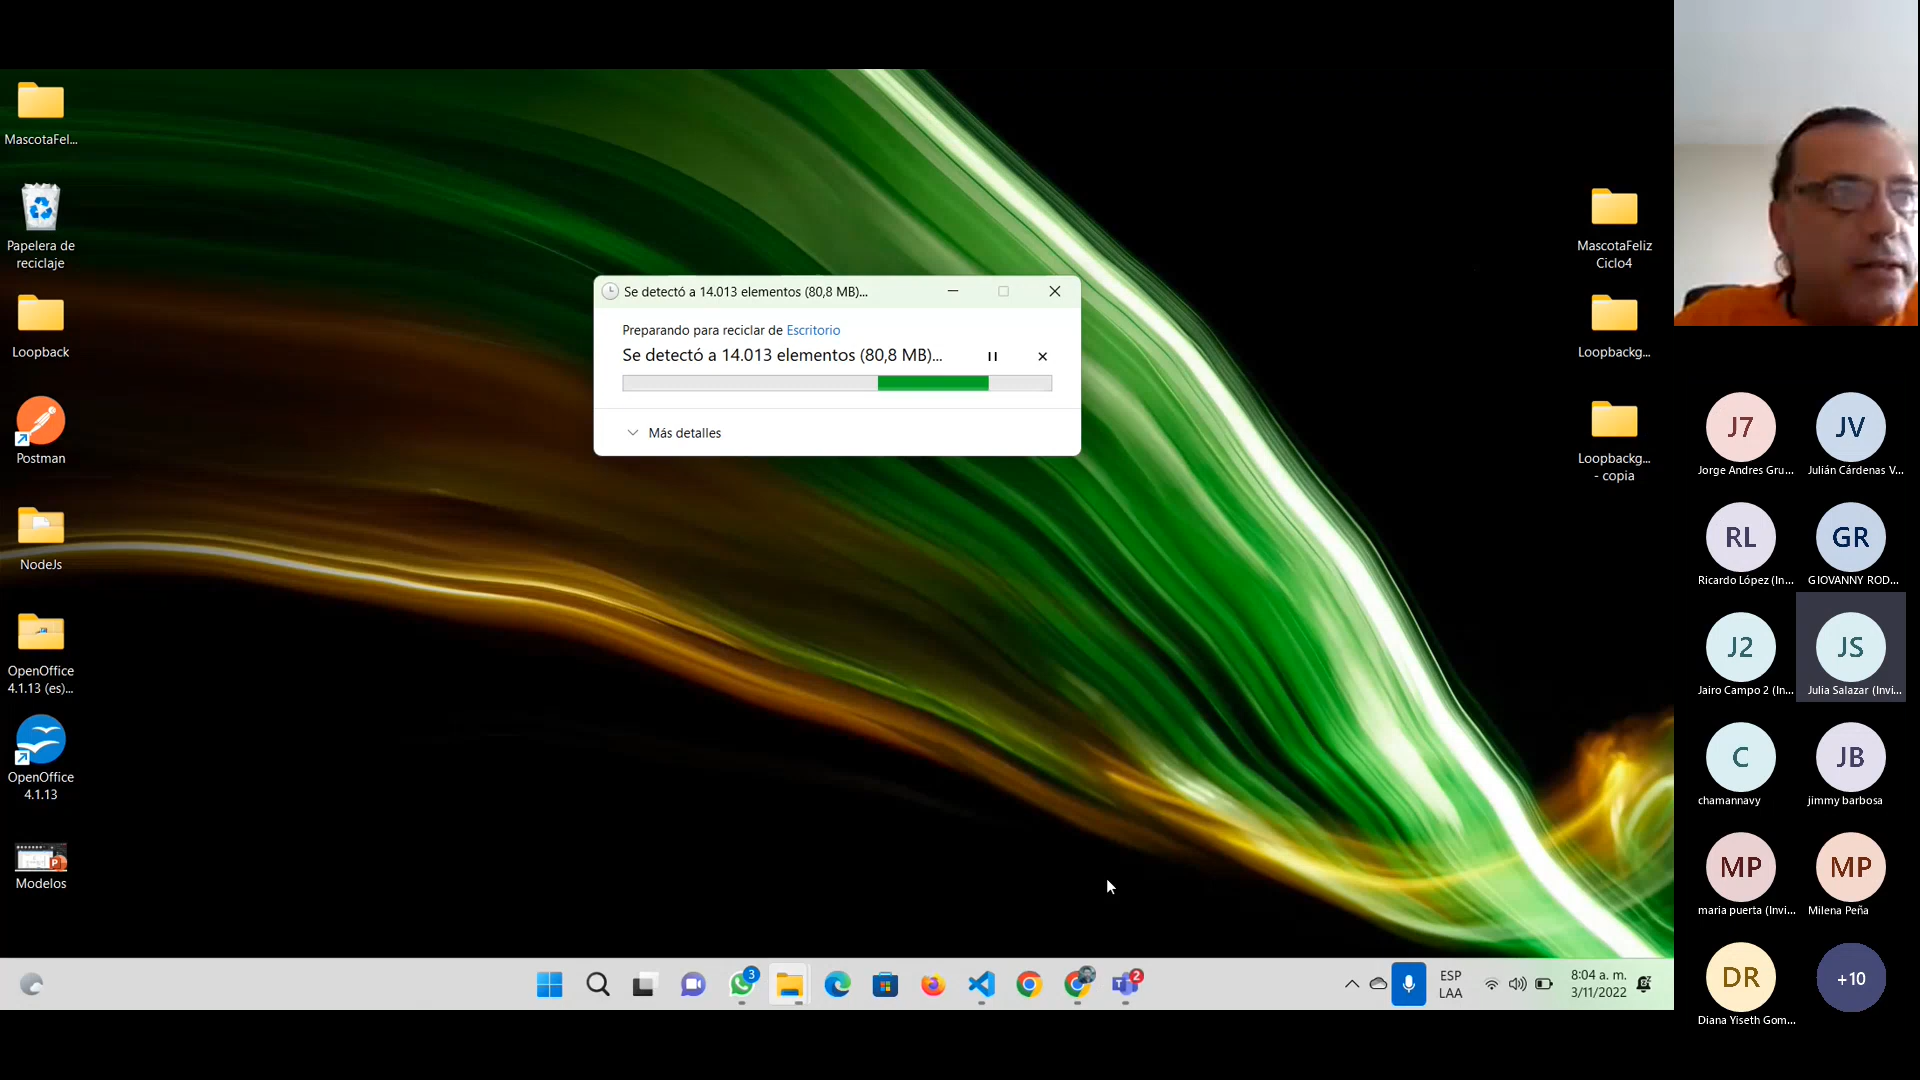 MascotaFel...
Papelera de
reciclaje
Loopback
Postman
NodeJs
OpenOffice
4.1.13 (es)...
OpenOffice
4.1.13
Modelos
Se detectó a 14.013 elementos (80,8 MB)...
Preparando para reciclar de Escritorio
Se detectó a 14.013 elementos (80,8 MB)...
Más detalles
MascotaFeliz
Ciclo4
Loopbackg...
Loopbackg...
- copia
J7
Jorge Andres Gru...
JV
Julián Cárdenas V...
RL
Ricardo López (In...
GR
GIOVANNY ROD...
J2
Jairo Campo 2 (In...
JS
Julia Salazar (Invi...
C
chamannavy
JB
jimmy barbosa
MP
maria puerta (Invi...
MP
Milena Peña
DR
Diana Yiseth Gom...
+10
3
2
ESP
LAA
8:04 a. m.
3/11/2022